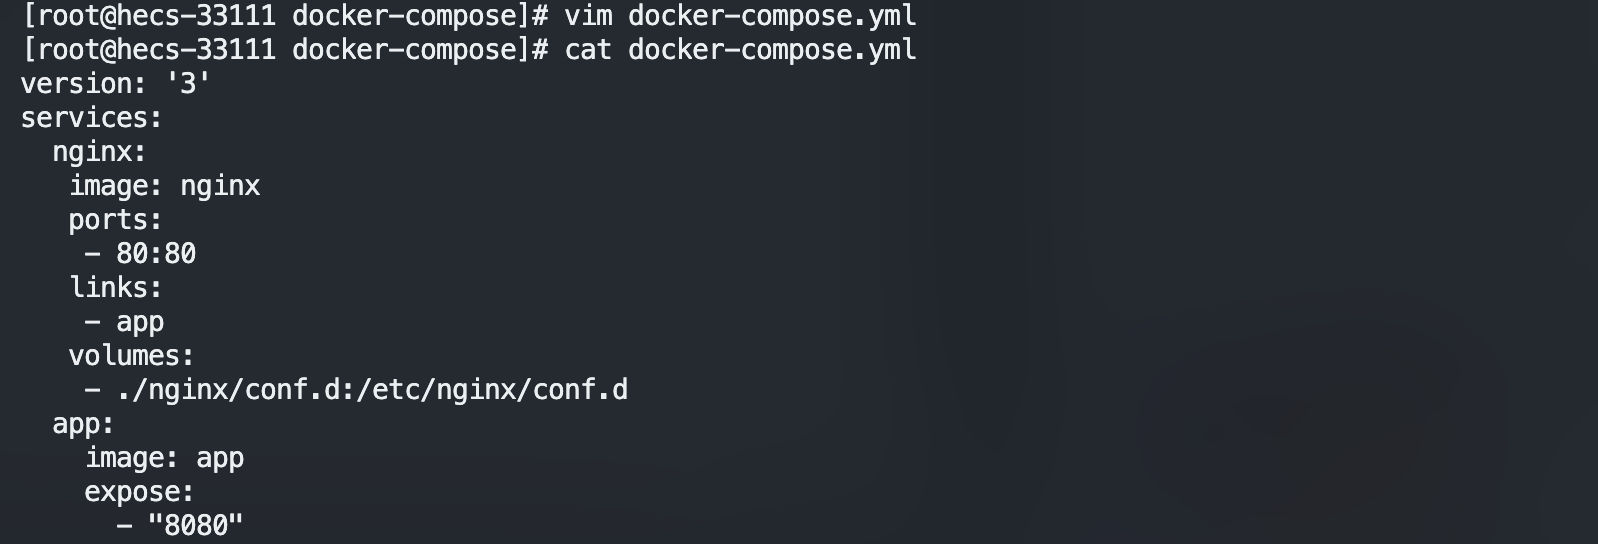 [root@hecs-33111 docker-compose]# vim docker-compose.yml
[root@hecs-33111 docker-compose]# cat docker-compose.yml
version: '3'
services:
  nginx:
   image: nginx
   ports:
    - 80:80
   links:
    - app
   volumes:
    - ./nginx/conf.d:/etc/nginx/conf.d
  app:
    image: app
    expose:
      - "8080"